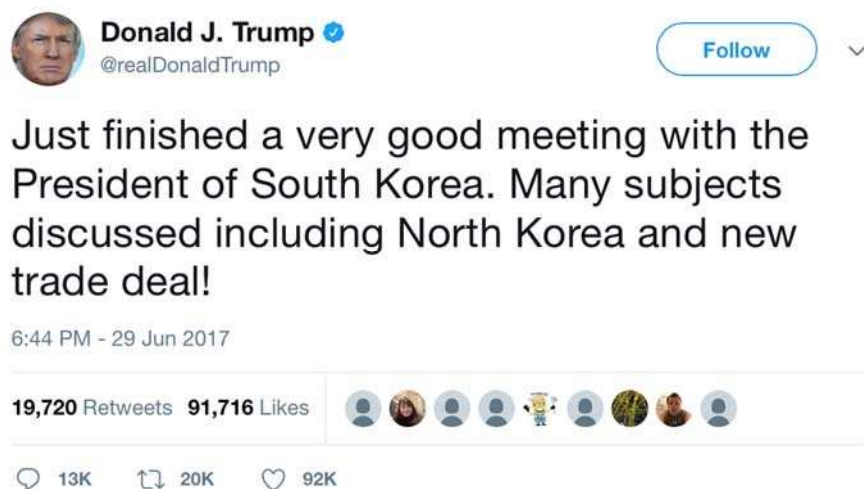 Donald J. Trump
@realDonaldTrump
Follow
Just finished a very good meeting with the
President of South Korea. Many subjects
discussed including North Korea and new
trade deal!
6:44 PM - 29 Jun 2017
19,720 Retweets 91,716 Likes
13K 20K 92K